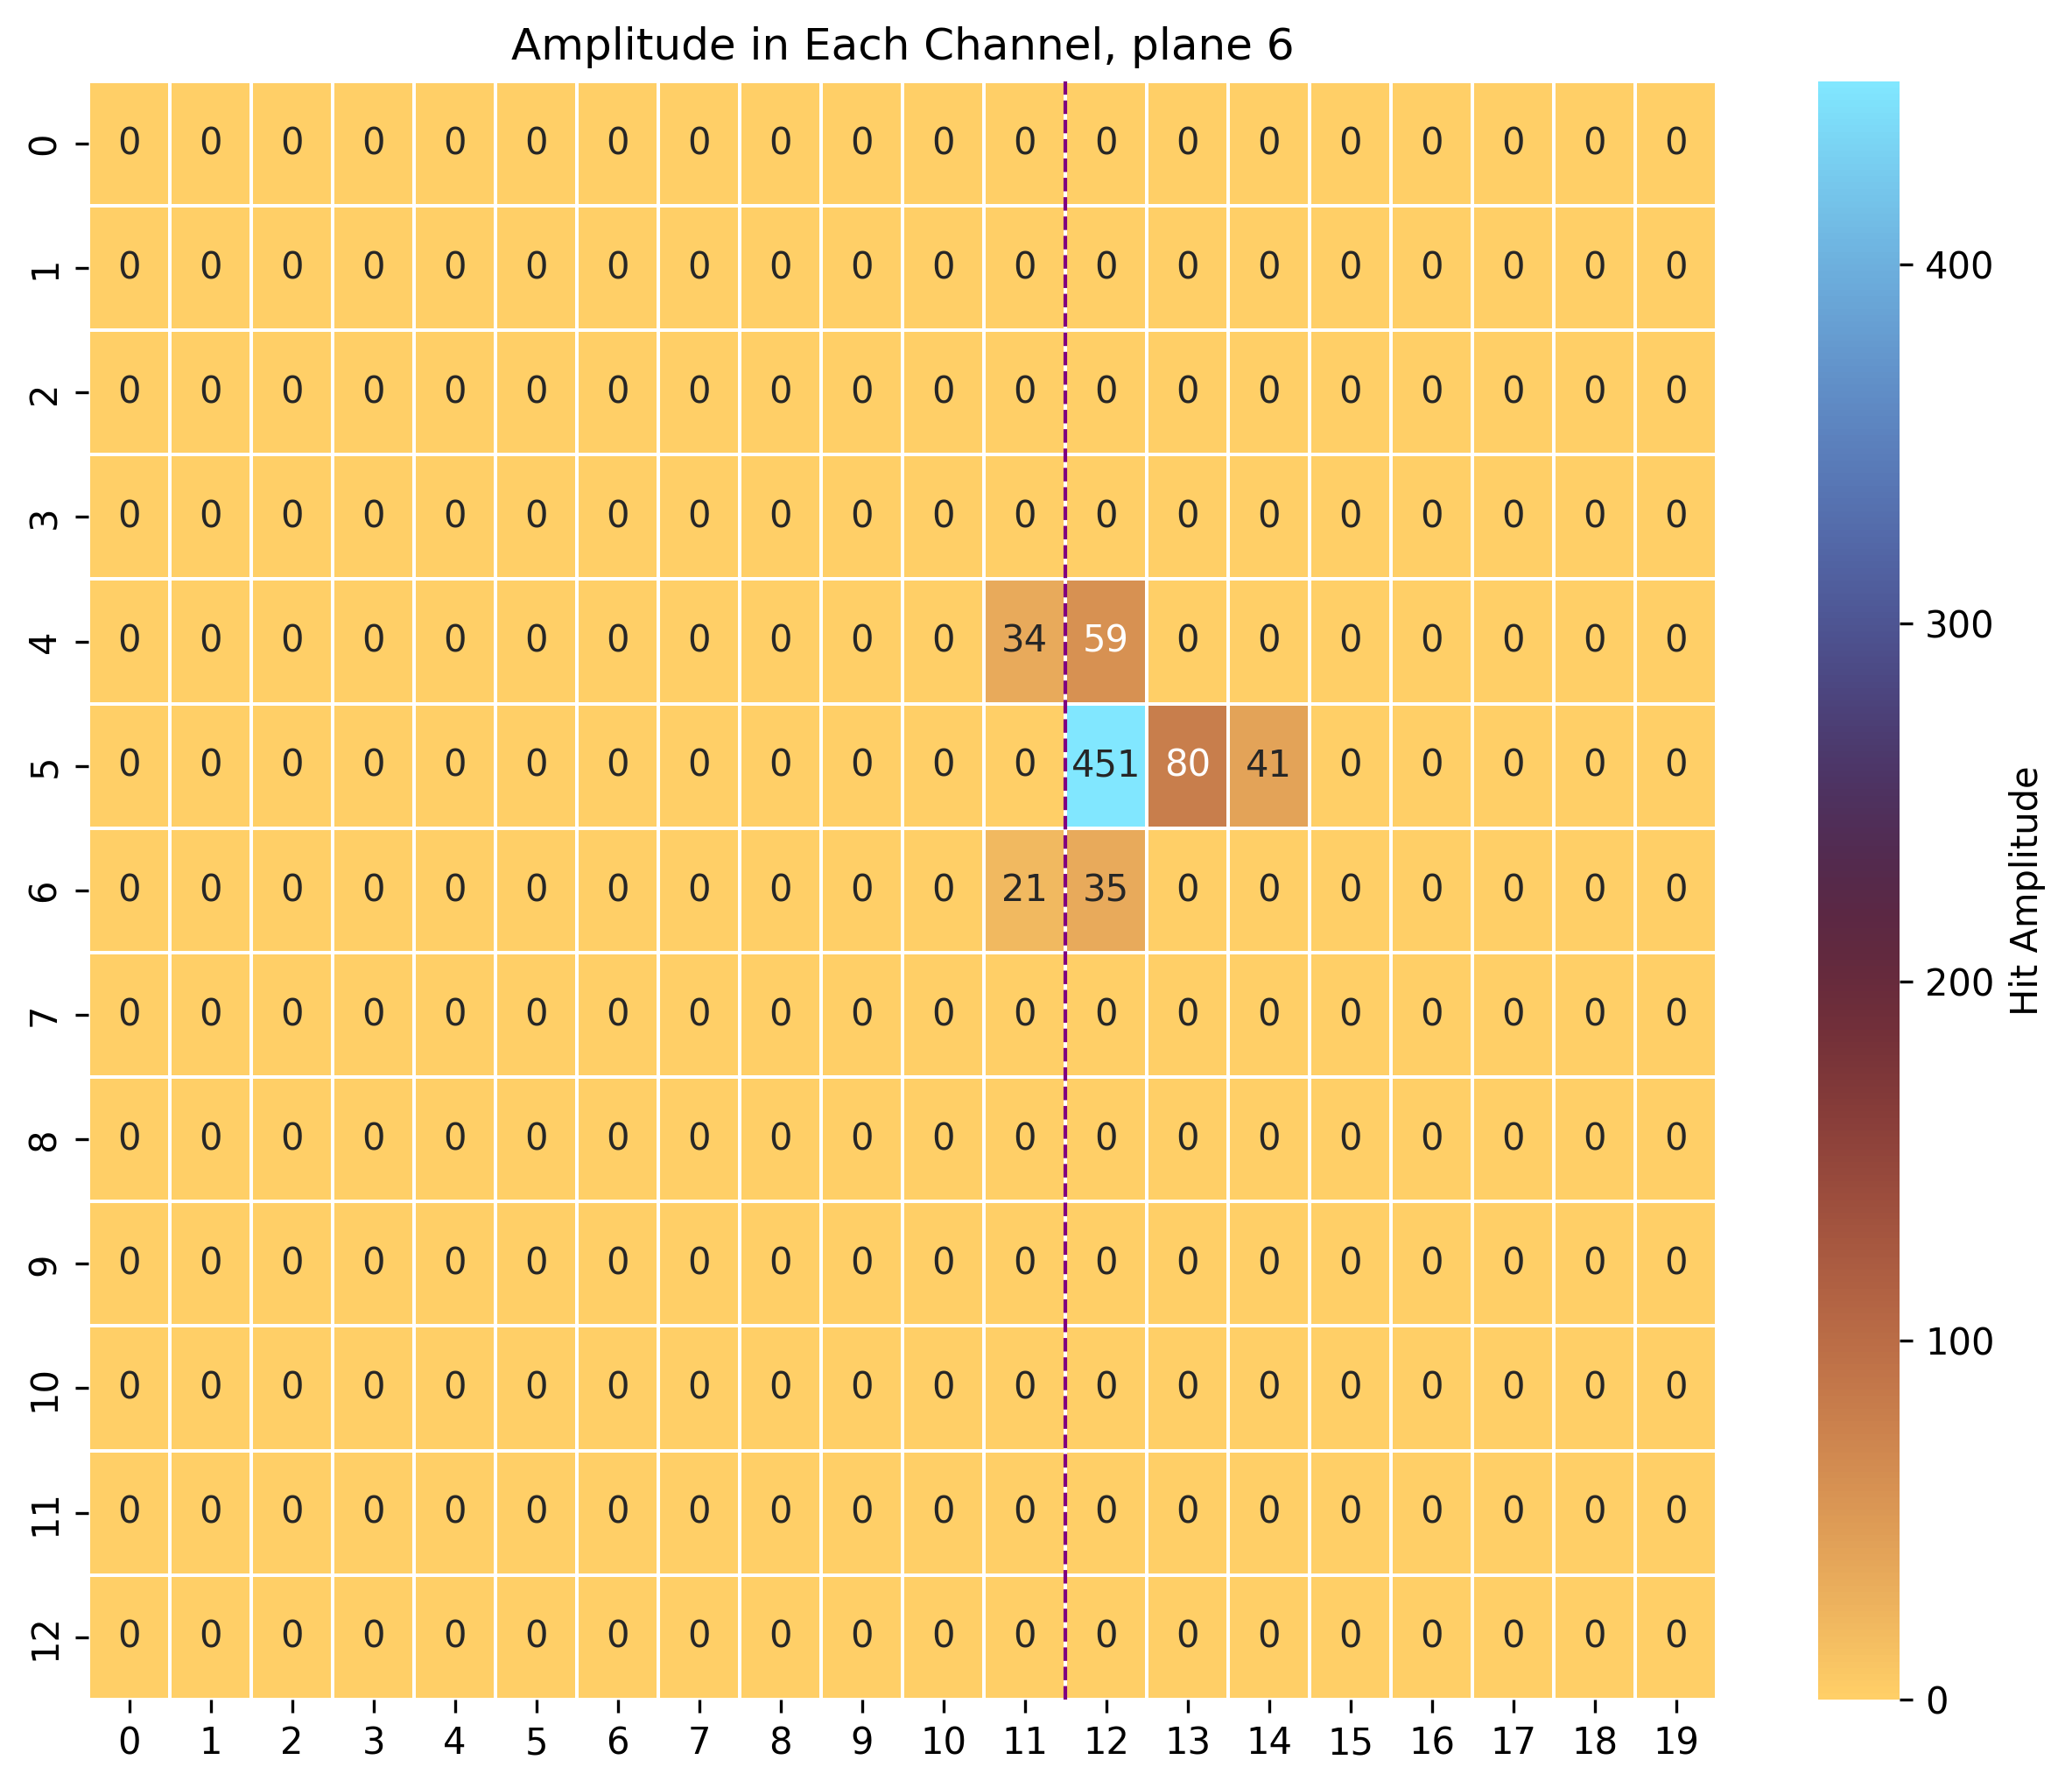 Amplitude in Each Channel, plane 6
0 0 0 0 0 0 0 0 0 0 0 0 0 0 0 0 0 0 0 0 0
1 0 0 0 0 0 0 0 0 0 0 0 0 0 0 0 0 0 0 0 0
2 0 0 0 0 0 0 0 0 0 0 0 0 0 0 0 0 0 0 0 0
3 0 0 0 0 0 0 0 0 0 0 0 0 0 0 0 0 0 0 0 0
4 0 0 0 0 0 0 0 0 0 0 0 34 59 0 0 0 0 0 0 0
5 0 0 0 0 0 0 0 0 0 0 0 0 451 80 41 0 0 0 0 0
6 0 0 0 0 0 0 0 0 0 0 0 21 35 0 0 0 0 0 0 0
7 0 0 0 0 0 0 0 0 0 0 0 0 0 0 0 0 0 0 0 0
8 0 0 0 0 0 0 0 0 0 0 0 0 0 0 0 0 0 0 0 0
9 0 0 0 0 0 0 0 0 0 0 0 0 0 0 0 0 0 0 0 0
10 0 0 0 0 0 0 0 0 0 0 0 0 0 0 0 0 0 0 0 0
11 0 0 0 0 0 0 0 0 0 0 0 0 0 0 0 0 0 0 0 0
12 0 0 0 0 0 0 0 0 0 0 0 0 0 0 0 0 0 0 0 0
0 1 2 3 4 5 6 7 8 9 10 11 12 13 14 15 16 17 18 19
400
300
200
100
0
Hit Amplitude